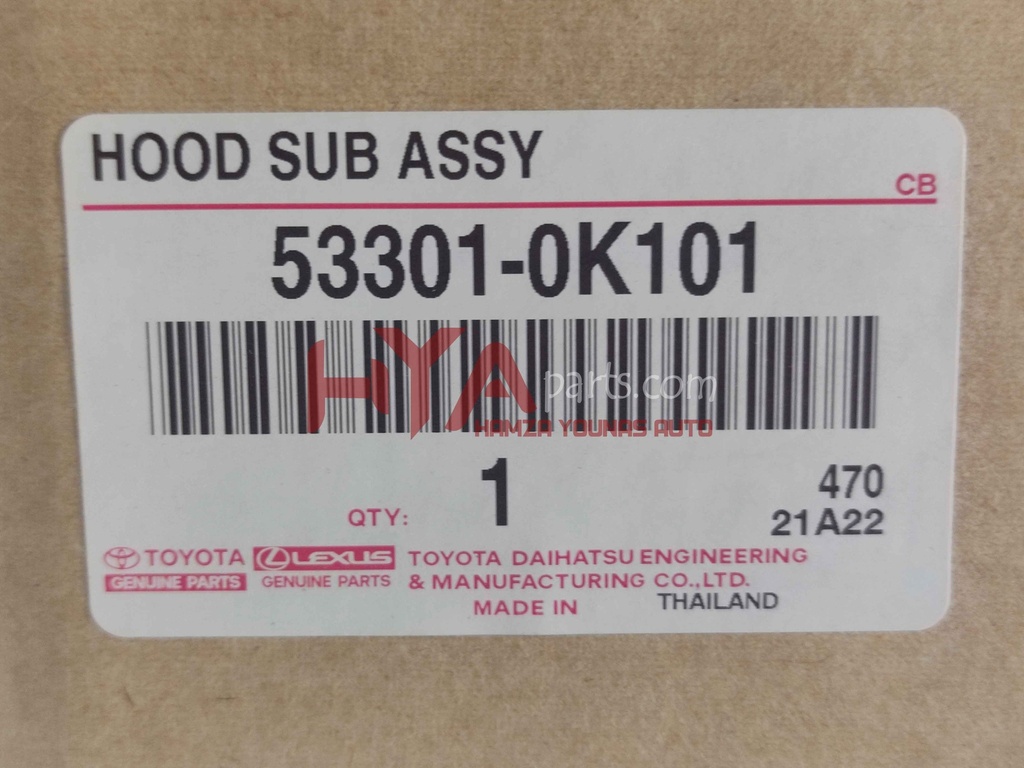 HOOD SUB ASSY
CB
53301-0K101
HYA parts.com
HAMZA YOUNAS AUTO
1
470
QTY:
21A22
TOYOTA LEXUS TOYOTA DAIHATSU ENGINEERING
GENUINE PARTS GENUINE PARTS & MANUFACTURING CO.,LTD.
MADE IN THAILAND